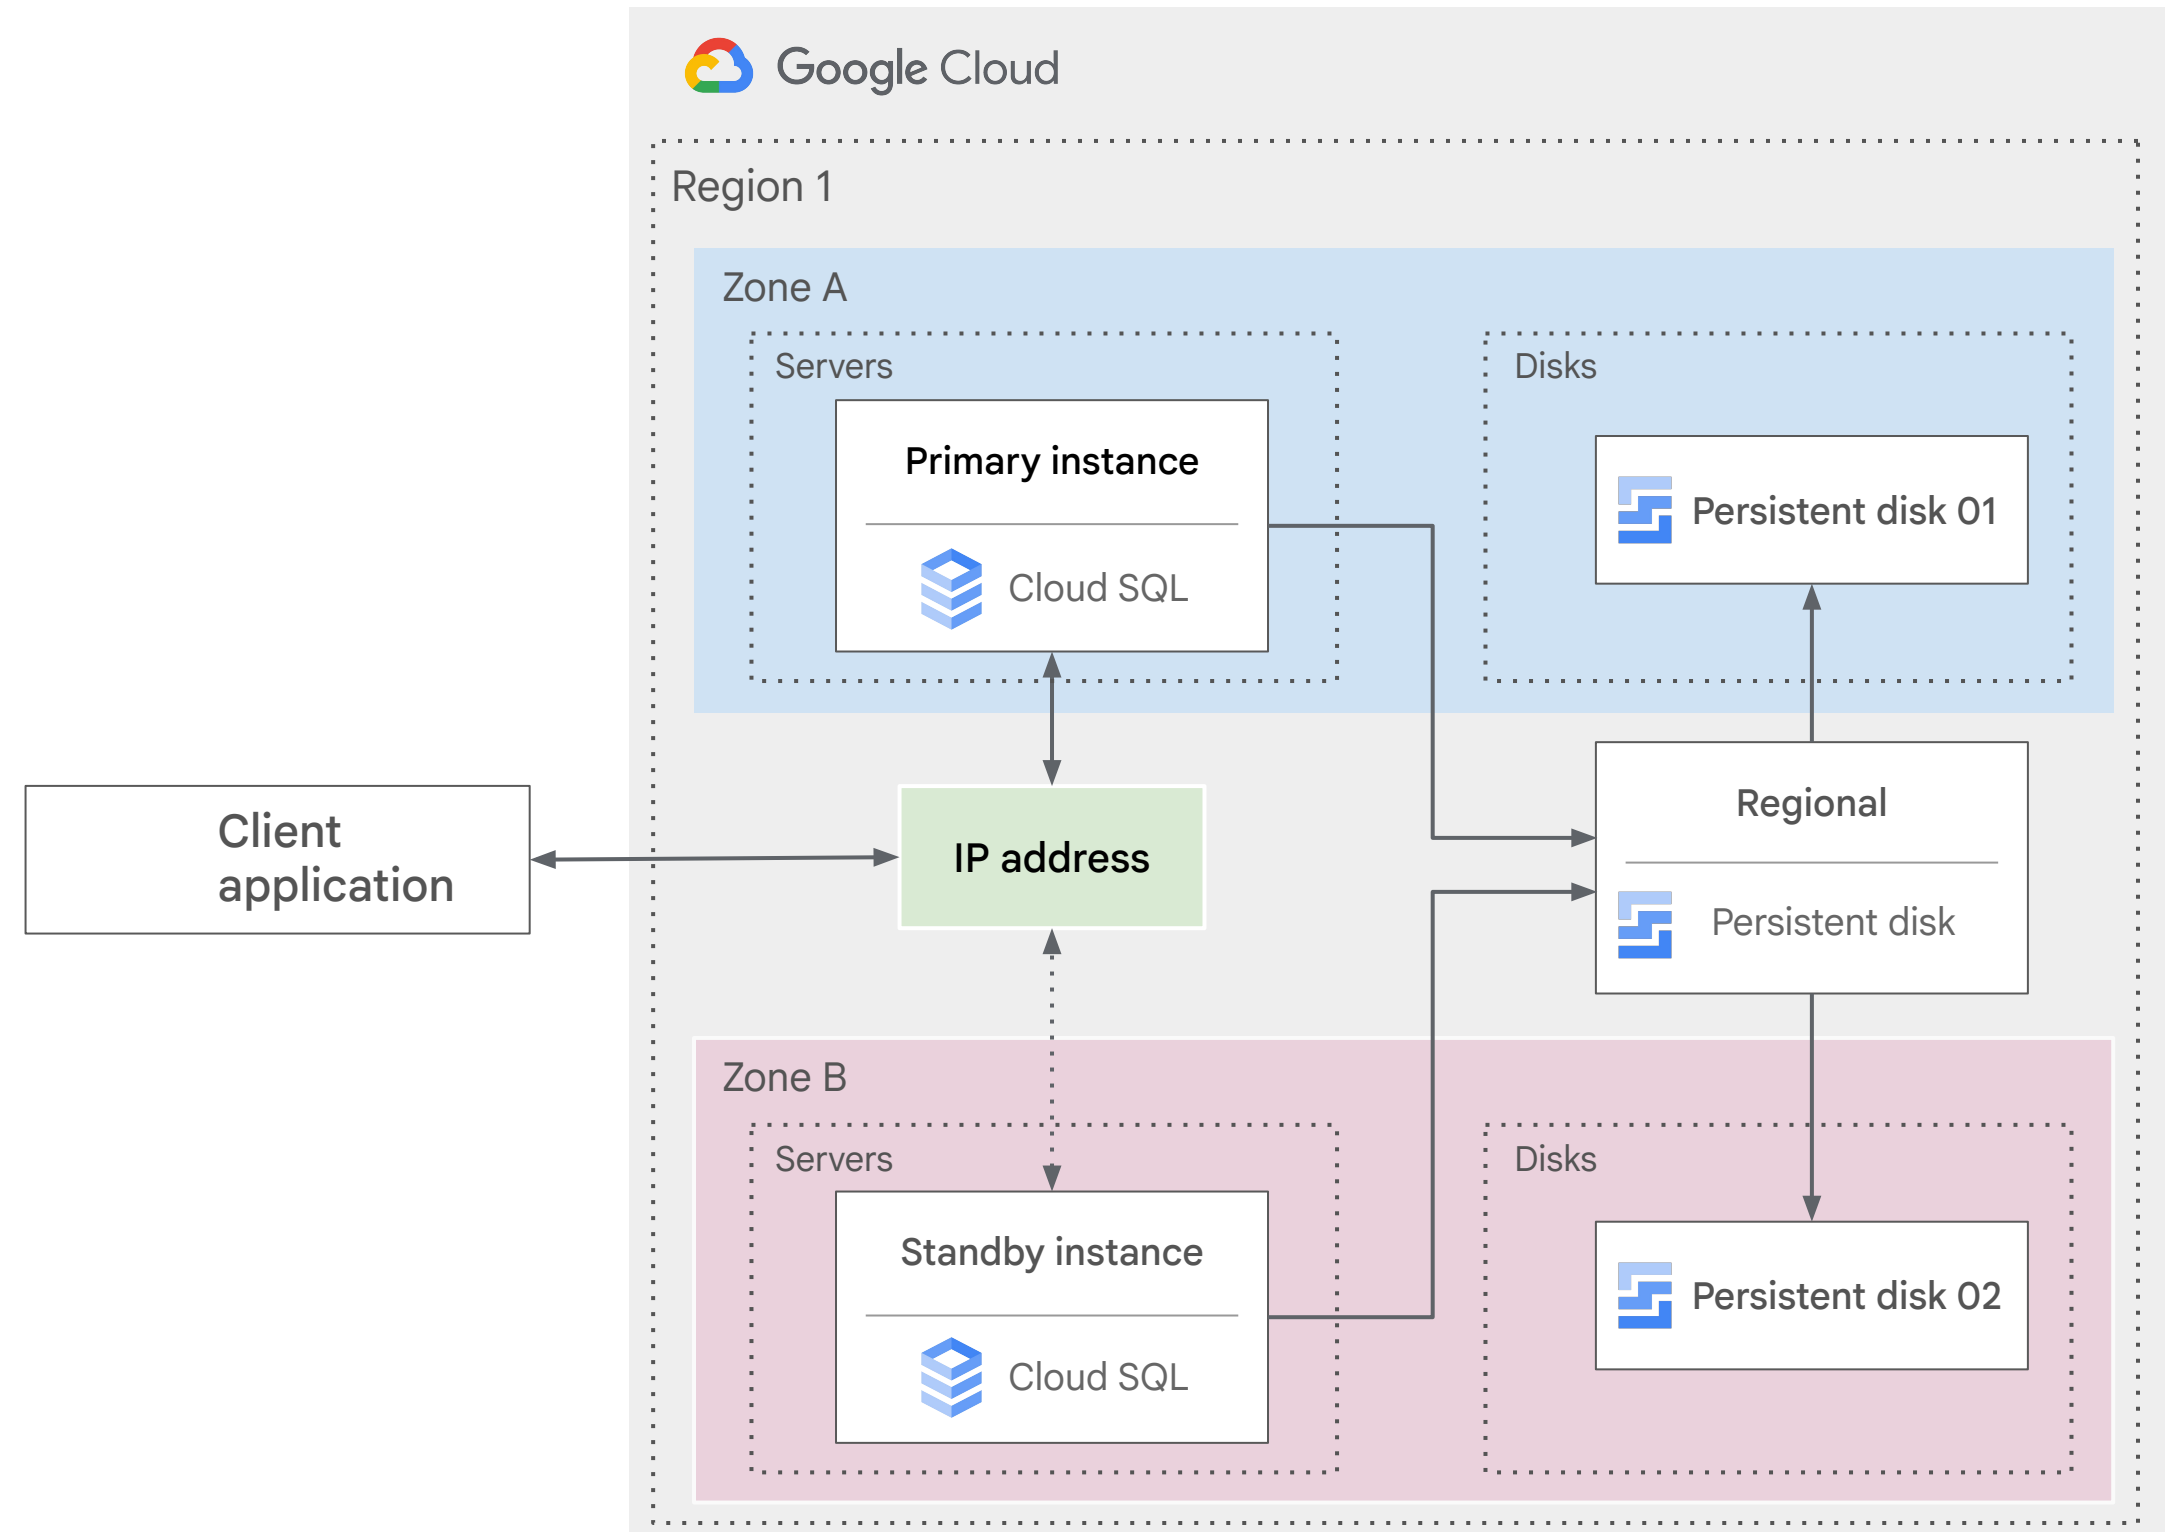 Google Cloud
Region 1
Zone A
Servers
Disks
Primary instance
Cloud SQL
Persistent disk 01
Client
application
IP address
Regional
Persistent disk
Zone B
Servers
Disks
Standby instance
Cloud SQL
Persistent disk 02